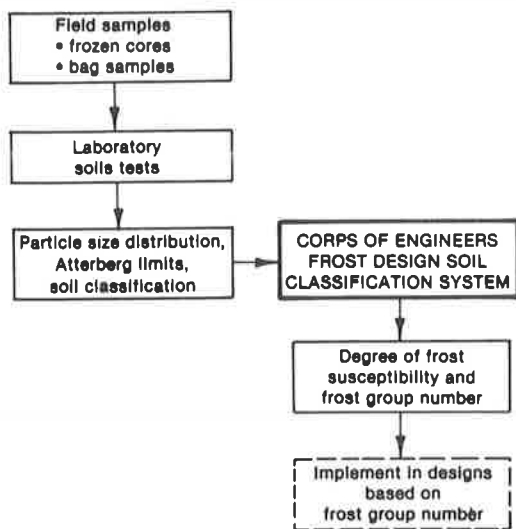 Field samples
• frozen cores
• bag samples
Laboratory
soils tests
Particle size distribution,
Atterberg limits,
soil classification
CORPS OF ENGINEERS
FROST DESIGN SOIL
CLASSIFICATION SYSTEM
Degree of frost
susceptibility and
frost group number
Implement in designs
based on
frost group number